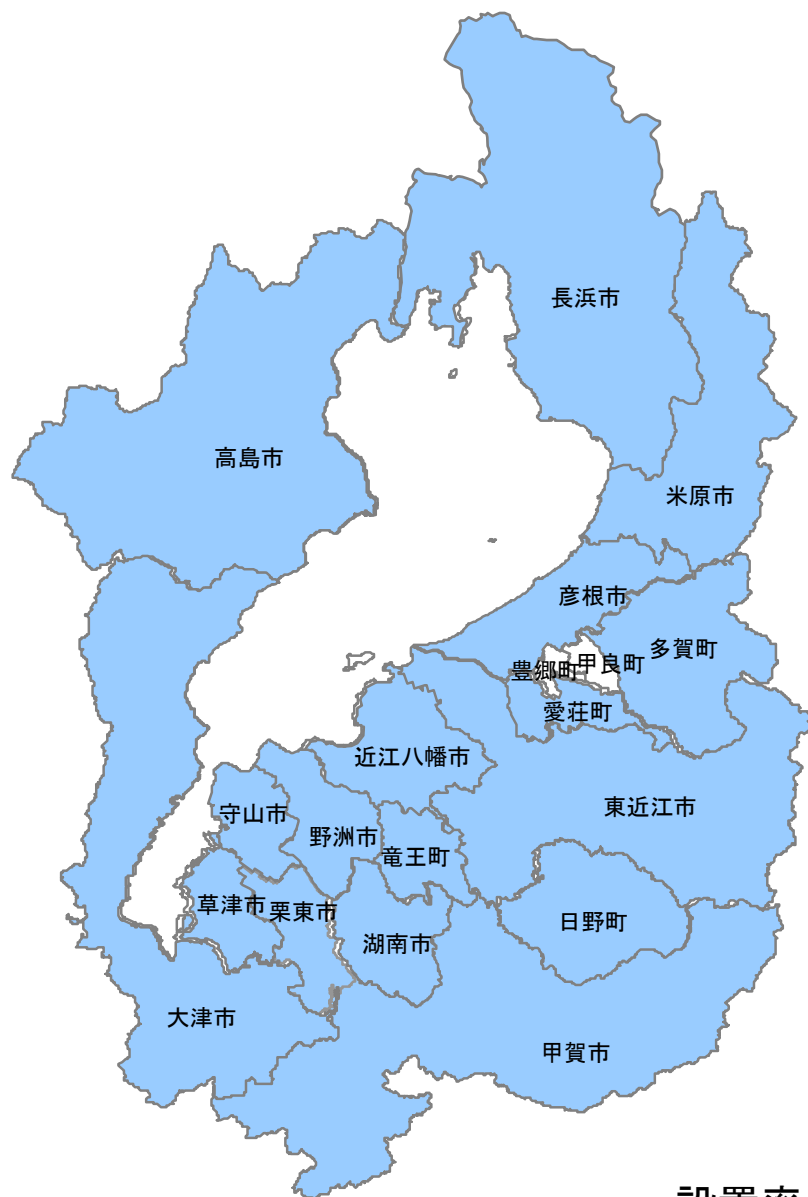 長浜市
高島市
米原市
彦根市
多賀町
豊郷町
甲良町
愛荘町
近江八幡市
東近江市
守山市
野洲市
竜王町
草津市
栗東市
湖南市
日野町
大津市
甲賀市
設置率